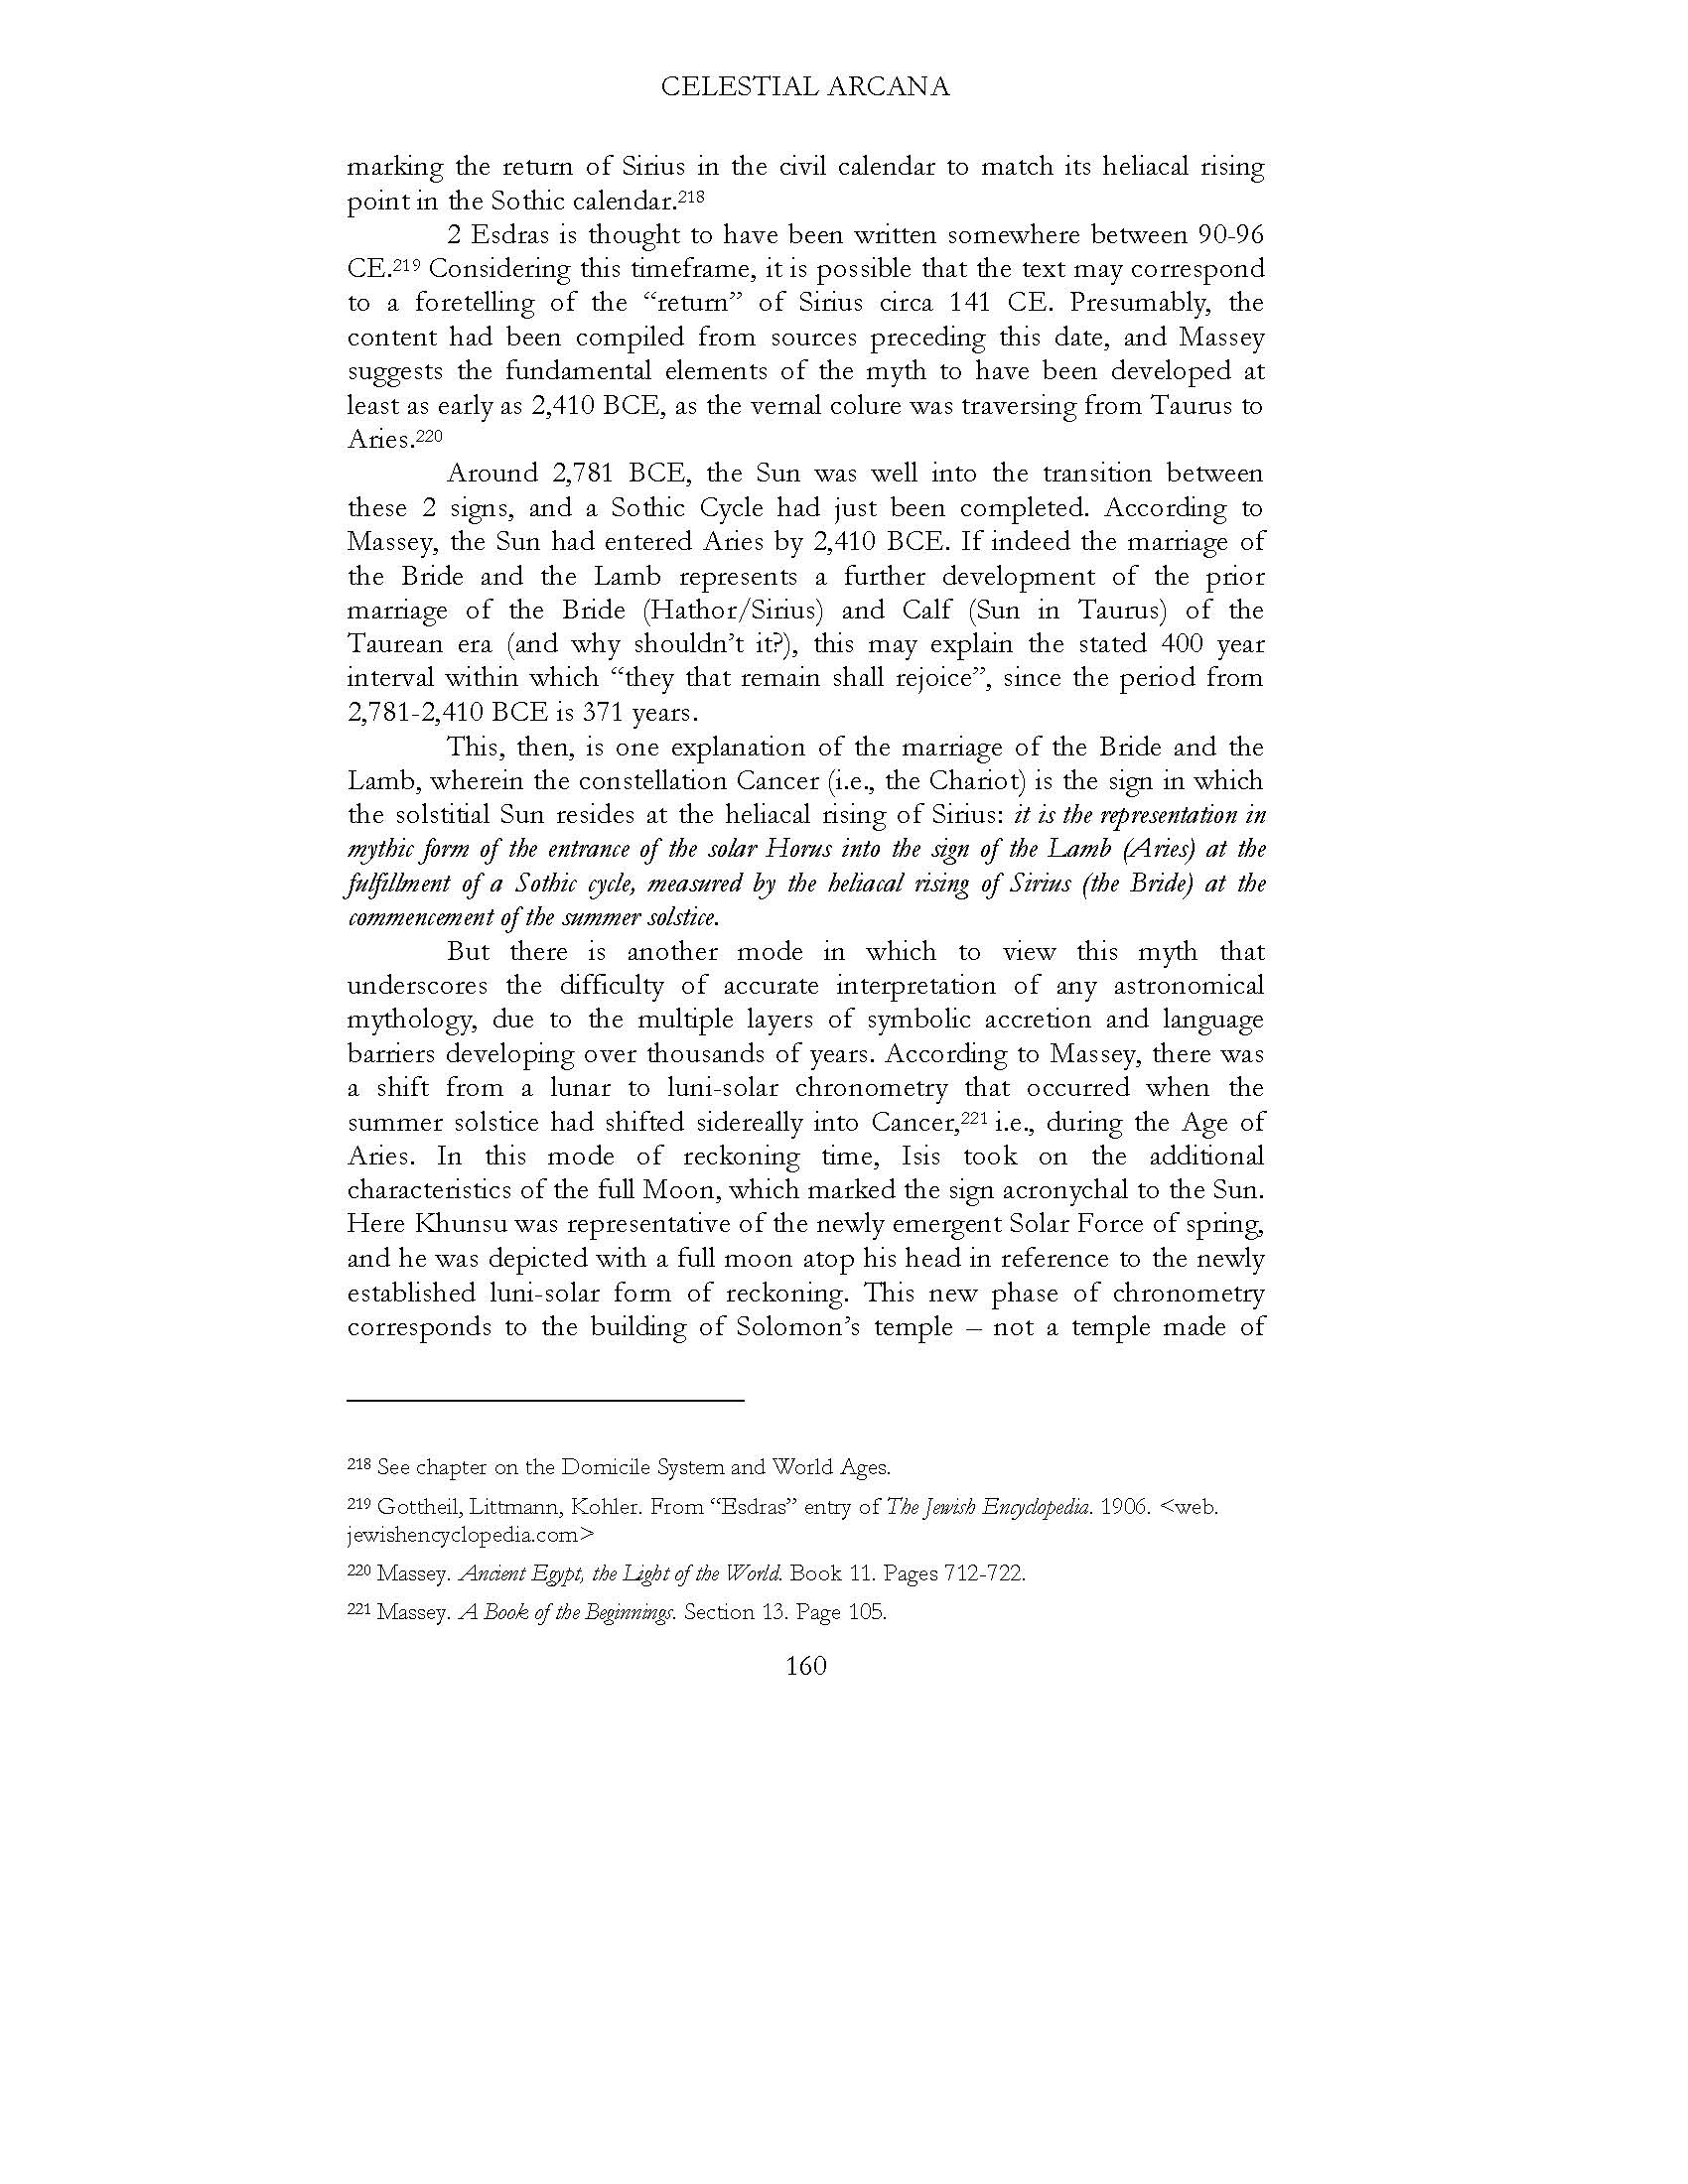 CELESTIAL ARCANA
marking the return of Sirius in the civil calendar to match its heliacal rising
point in the Sothic calendar.218
2 Esdras is thought to have been written somewhere between 90-96
CE.219 Considering this timeframe, it is possible that the text may correspond
to a foretelling of the “return” of Sirius circa 141 CE. Presumably, the
content had been compiled from sources preceding this date, and Massey
suggests the fundamental elements of the myth to have been developed at
least as early as 2,410 BCE, as the vernal colure was traversing from Taurus to
Aries.220
Around 2,781 BCE, the Sun was well into the transition between
these 2 signs, and a Sothic Cycle had just been completed. According to
Massey, the Sun had entered Aries by 2,410 BCE. If indeed the marriage of
the Bride and the Lamb represents a further development of the prior
marriage of the Bride (Hathor/Sirius) and Calf (Sun in Taurus) of the
Taurean era (and why shouldn’t it?), this may explain the stated 400 year
interval within which “they that remain shall rejoice”, since the period from
2,781-2,410 BCE is 371 years.
This, then, is one explanation of the marriage of the Bride and the
Lamb, wherein the constellation Cancer (i.e., the Chariot) is the sign in which
the solstitial Sun resides at the heliacal rising of Sirius: it is the representation in
mythic form of the entrance of the solar Horus into the sign of the Lamb (Aries) at the
fulfillment of a Sothic cycle, measured by the heliacal rising of Sirius (the Bride) at the
commencement of the summer solstice.
But there is another mode in which to view this myth that
underscores the difficulty of accurate interpretation of any astronomical
mythology, due to the multiple layers of symbolic accretion and language
barriers developing over thousands of years. According to Massey, there was
a shift from a lunar to luni-solar chronometry that occurred when the
summer solstice had shifted sidereally into Cancer,221 i.e., during the Age of
Aries. In this mode of reckoning time, Isis took on the additional
characteristics of the full Moon, which marked the sign acronychal to the Sun.
Here Khunsu was representative of the newly emergent Solar Force of spring,
and he was depicted with a full moon atop his head in reference to the newly
established luni-solar form of reckoning. This new phase of chronometry
corresponds to the building of Solomon’s temple – not a temple made of
218 See chapter on the Domicile System and World Ages.
219 Gottheil, Littmann, Kohler. From “Esdras” entry of The Jewish Encyclopedia. 1906. <web.
jewishencyclopedia.com>
220 Massey. Ancient Egypt, the Light of the World. Book 11. Pages 712-722.
221 Massey. A Book of the Beginnings. Section 13. Page 105.
160